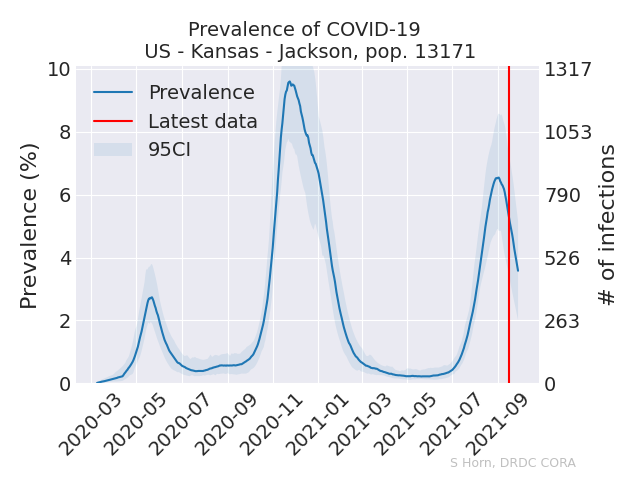 Prevalence of COVID-19
US - Kansas - Jackson, pop. 13171
Prevalence
Latest data
95CI
Prevalence (%)
10
8
6
4
2
0
1317
1053
790
526
263
0
# of infections
2020-03
2020-05
2020-07
2020-09
2020-11
2021-01
2021-03
2021-05
2021-07
2021-09
S Horn, DRDC CORA